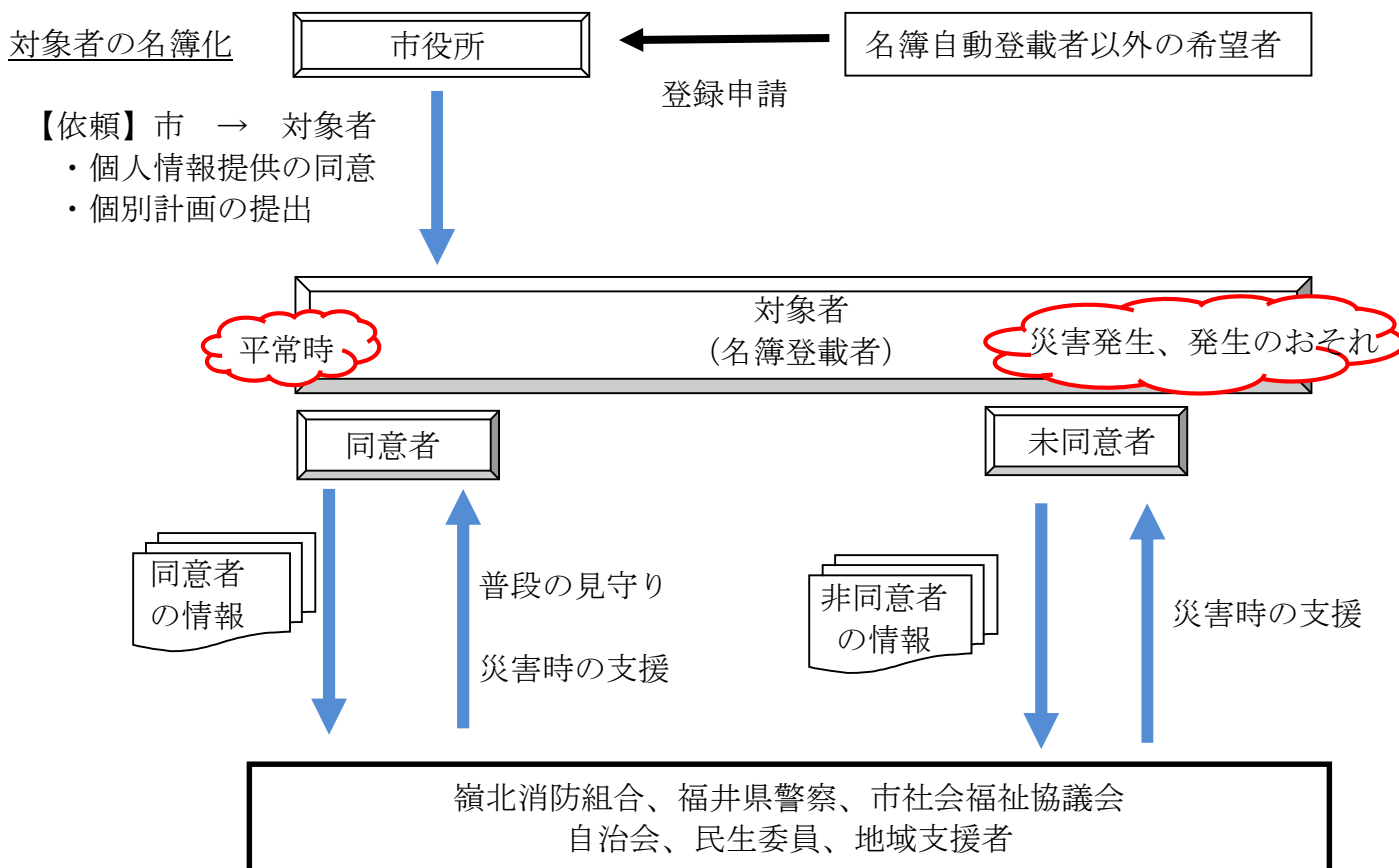 対象者の名簿化
市役所
名簿自動登載者以外の希望者
登録申請
【依頼】市 → 対象者
・個人情報提供の同意
・個別計画の提出
対象者
（名簿登載者）
平常時
災害発生、発生のおそれ
同意者
未同意者
同意者
の情報
普段の見守り
災害時の支援
非同意者
の情報
災害時の支援
嶺北消防組合、福井県警察、市社会福祉協議会
自治会、民生委員、地域支援者